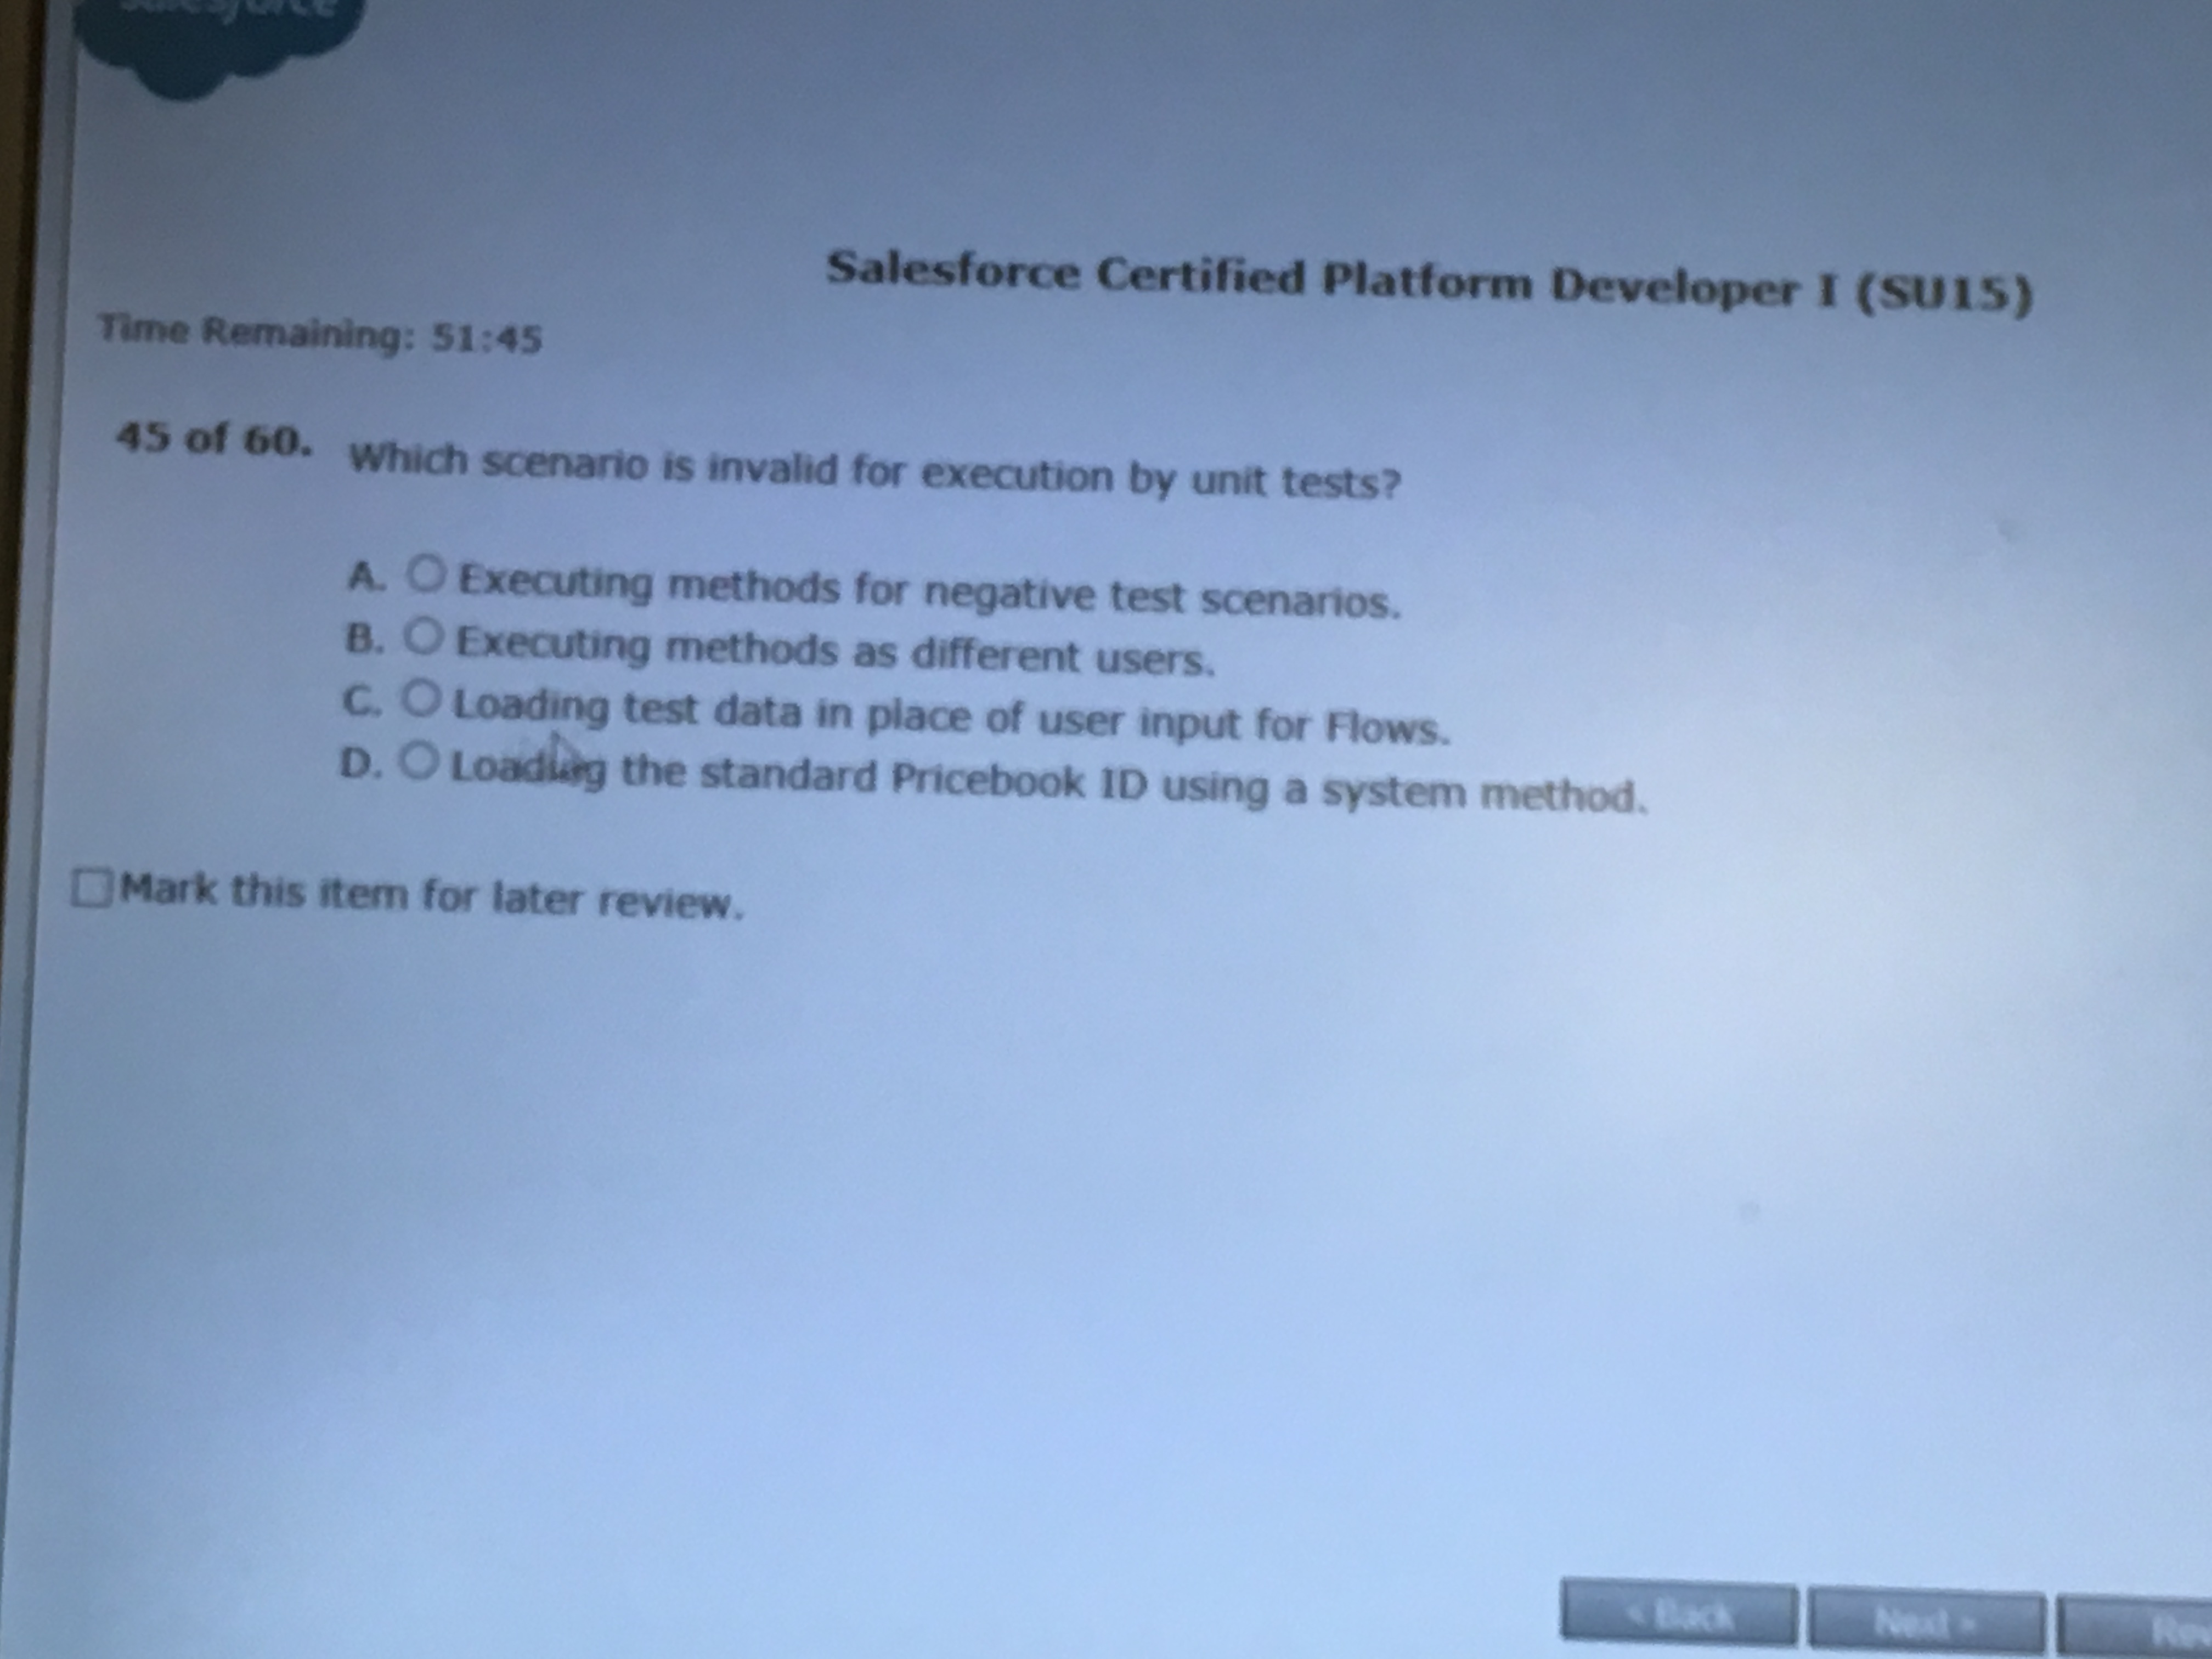 salesforce
Salesforce Certified Platform Developer I (SU15)
Time Remaining: 51:45
45 of 60. Which scenario is invalid for execution by unit tests?
A. Executing methods for negative test scenarios.
B. Executing methods as different users.
C. Loading test data in place of user input for Flows.
D. Loading the standard Pricebook ID using a system method.
Mark this item for later review.
< Back Next >